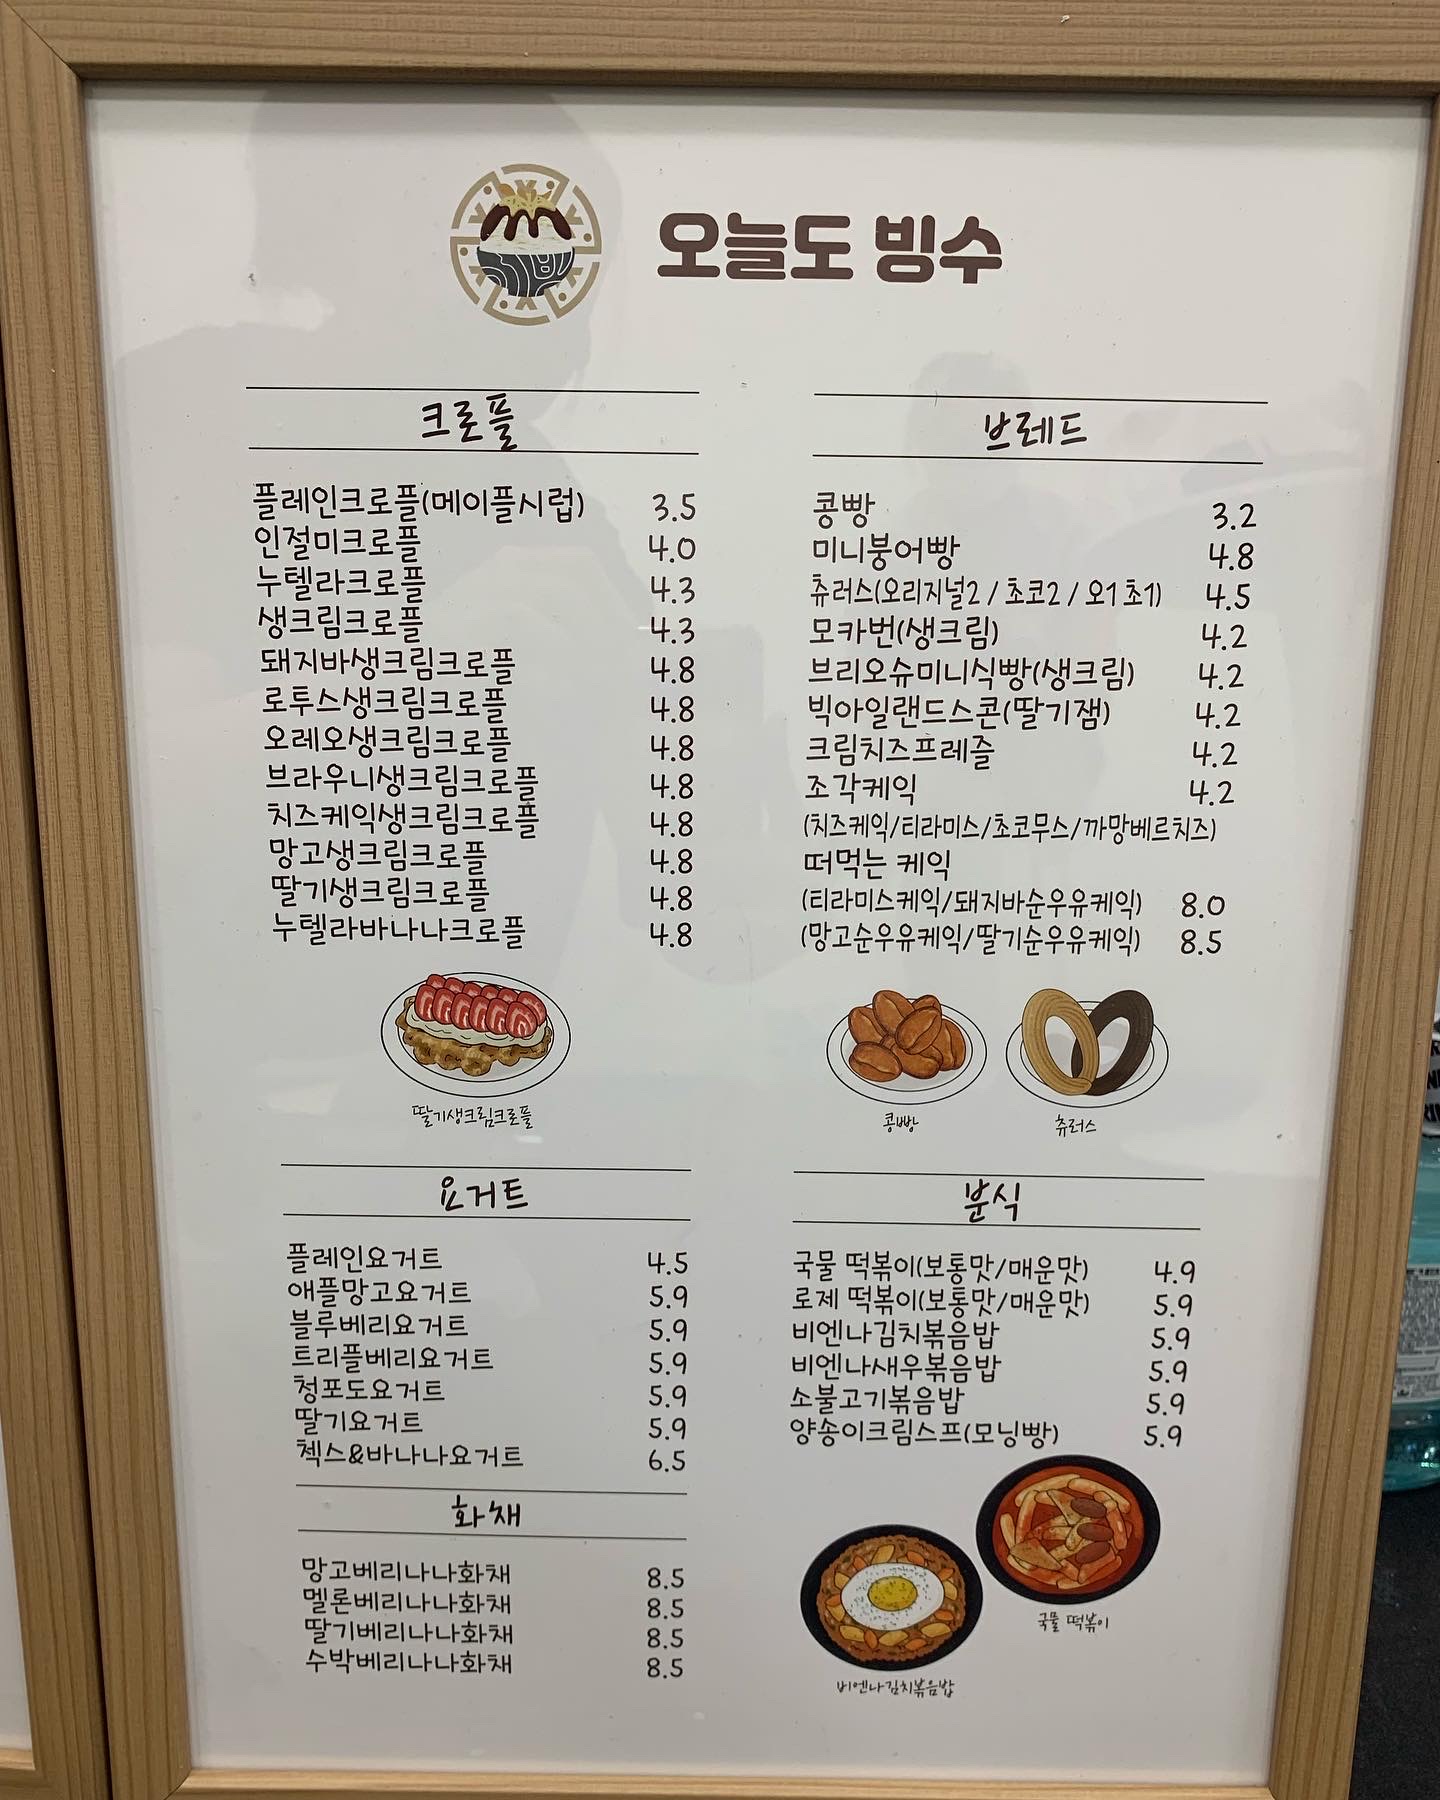 오늘도 빙수
크로플
플레인크로플(메이플시럽) 3.5
인절미크로플 4.0
누텔라크로플 4.3
생크림크로플 4.3
돼지바생크림크로플 4.8
로투스생크림크로플 4.8
오레오생크림크로플 4.8
브라우니생크림크로플 4.8
치즈케익생크림크로플 4.8
망고생크림크로플 4.8
딸기생크림크로플 4.8
누텔라바나나크로플 4.8
딸기생크림크로플
브레드
콩빵 3.2
미니붕어빵 4.8
츄러스(오리지널2 / 초코2 / 오1 초1) 4.5
모카번(생크림) 4.2
브리오슈미니식빵(생크림) 4.2
빅아일랜드스콘(딸기잼) 4.2
크림치즈프레즐 4.2
조각케익 4.2
(치즈케익/티라미스/초코무스/까망베르치즈)
떠먹는 케익
(티라미스케익/돼지바순우유케익) 8.0
(망고순우유케익/딸기순우유케익) 8.5
콩빵
츄러스
요거트
플레인요거트 4.5
애플망고요거트 5.9
블루베리요거트 5.9
트리플베리요거트 5.9
청포도요거트 5.9
딸기요거트 5.9
첵스&바나나요거트 6.5
화채
망고베리나나화채 8.5
멜론베리나나화채 8.5
딸기베리나나화채 8.5
수박베리나나화채 8.5
분식
국물 떡볶이(보통맛/매운맛) 4.9
로제 떡볶이(보통맛/매운맛) 5.9
비엔나김치볶음밥 5.9
비엔나새우볶음밥 5.9
소불고기볶음밥 5.9
양송이크림스프(모닝빵) 5.9
국물 떡볶이
비엔나김치볶음밥